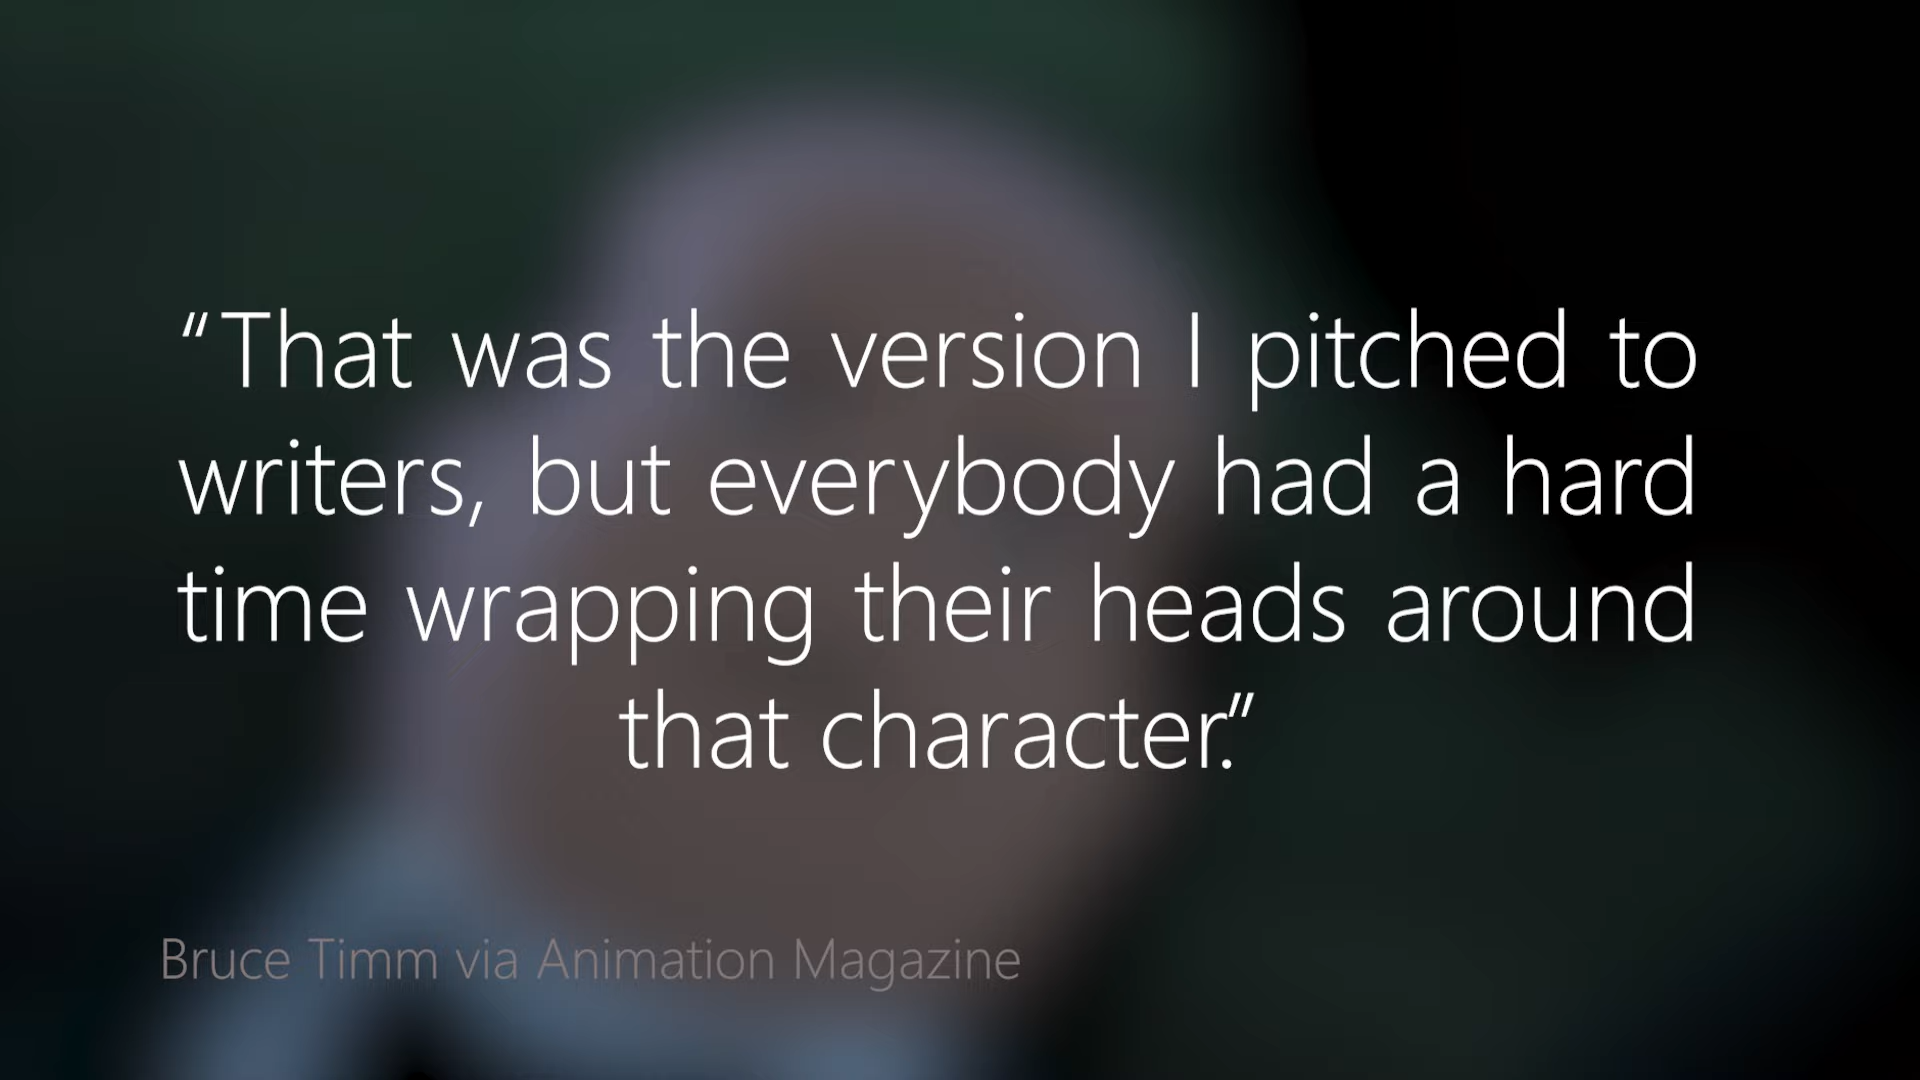 “That was the version I pitched to
writers, but everybody had a hard
time wrapping their heads around
that character.”
Bruce Timm via Animation Magazine